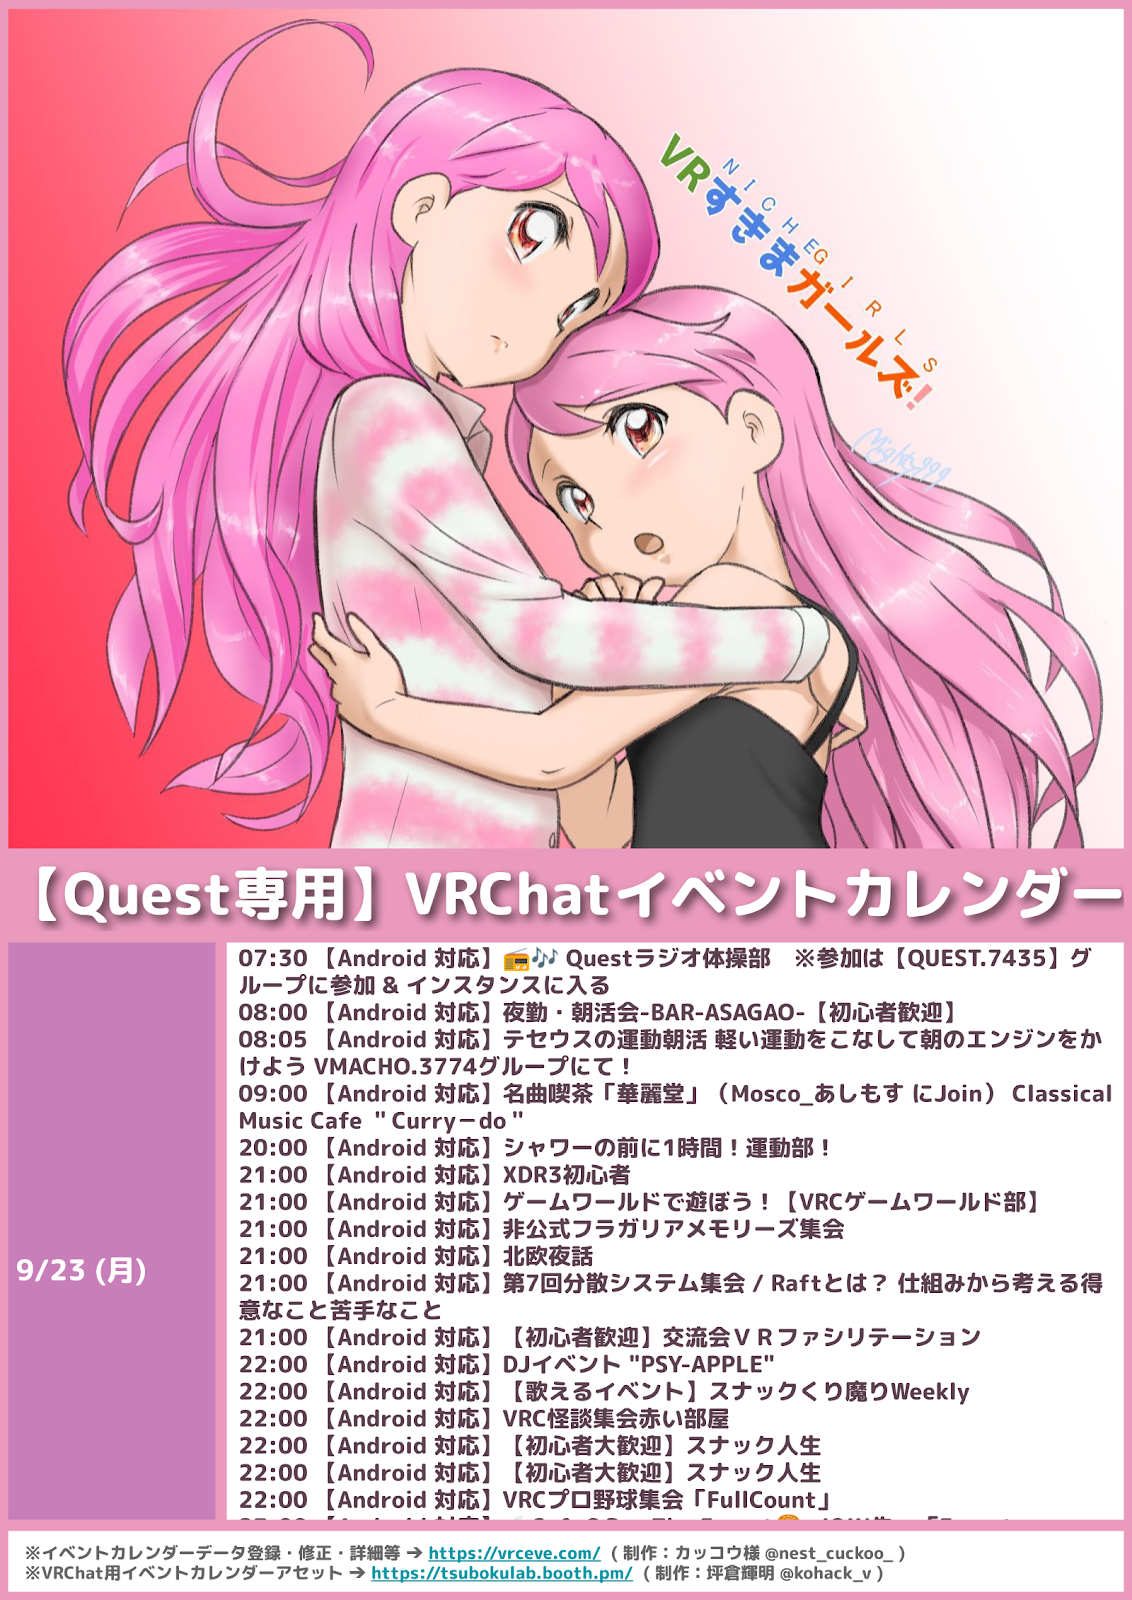 NICHE GIRLS
VRすきまガールズ!
Mighty999
【Quest専用】VRChatイベントカレンダー
9/23 (月)
07:30 【Android 対応】📻🎶 Questラジオ体操部　※参加は【QUEST.7435】グ
ループに参加 & インスタンスに入る
08:00 【Android 対応】夜勤・朝活会-BAR-ASAGAO-【初心者歓迎】
08:05 【Android 対応】テセウスの運動朝活 軽い運動をこなして朝のエンジンをか
けよう VMACHO.3774グループにて！
09:00 【Android 対応】名曲喫茶「華麗堂」（Mosco_あしもす にJoin） Classical
Music Cafe ＂Curry－do＂
20:00 【Android 対応】シャワーの前に1時間！運動部！
21:00 【Android 対応】XDR3初心者
21:00 【Android 対応】ゲームワールドで遊ぼう！【VRCゲームワールド部】
21:00 【Android 対応】非公式フラガリアメモリーズ集会
21:00 【Android 対応】北欧夜話
21:00 【Android 対応】第7回分散システム集会 / Raftとは？ 仕組みから考える得
意なこと苦手なこと
21:00 【Android 対応】【初心者歓迎】交流会ＶＲファシリテーション
22:00 【Android 対応】DJイベント "PSY-APPLE"
22:00 【Android 対応】【歌えるイベント】スナックくり魔りWeekly
22:00 【Android 対応】VRC怪談集会赤い部屋
22:00 【Android 対応】【初心者大歓迎】スナック人生
22:00 【Android 対応】【初心者大歓迎】スナック人生
22:00 【Android 対応】VRCプロ野球集会「FullCount」
※イベントカレンダーデータ登録・修正・詳細等 → https://vrceve.com/ ( 制作：カッコウ様 @nest_cuckoo_ )
※VRChat用イベントカレンダーアセット → https://tsubokulab.booth.pm/ ( 制作：坪倉輝明 @kohack_v )